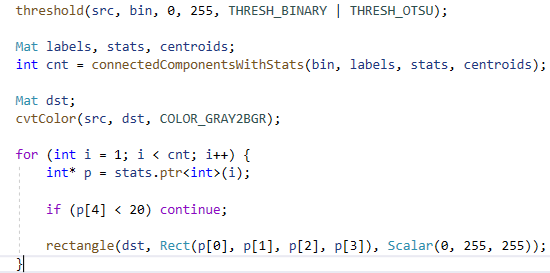 threshold(src, bin, 0, 255, THRESH_BINARY | THRESH_OTSU);
Mat labels, stats, centroids;
int cnt = connectedComponentsWithStats(bin, labels, stats, centroids);
Mat dst;
cvtColor(src, dst, COLOR_GRAY2BGR);
for (int i = 1; i < cnt; i++) {
    int* p = stats.ptr<int>(i);
    if (p[4] < 20) continue;
    rectangle(dst, Rect(p[0], p[1], p[2], p[3]), Scalar(0, 255, 255));
}